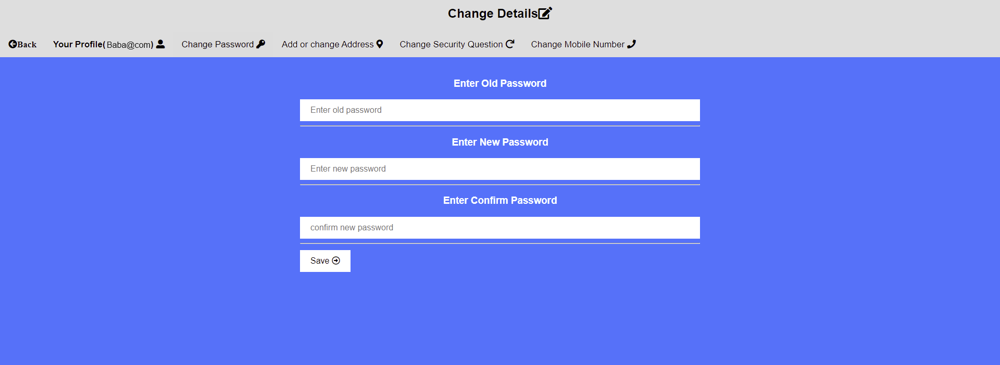 Change Details
Back Your Profile( Baba@com) Change Password Add or change Address Change Security Question Change Mobile Number
Enter Old Password
Enter old password
Enter New Password
Enter new password
Enter Confirm Password
confirm new password
Save